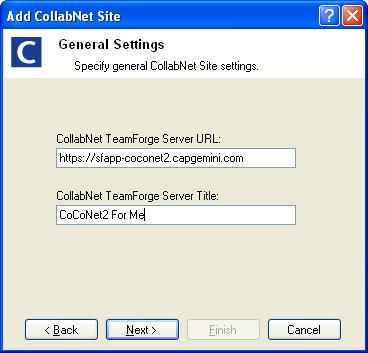 Add CollabNet Site
C
General Settings
Specify general CollabNet Site settings.
CollabNet TeamForge Server URL:
https://sfapp-coconet2.capgemini.com
CollabNet TeamForge Server Title:
CoCoNet2 For Me
< Back
Next >
Finish
Cancel